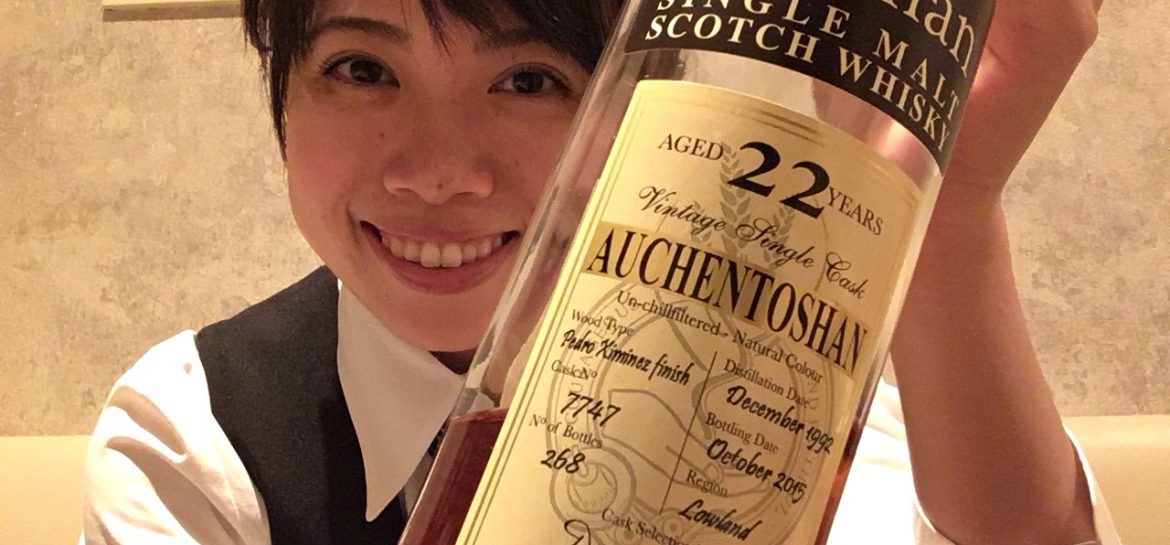 SINGLE MALT
SCOTCH WHISKY
AGED 22 YEARS
Vintage Single Cask
AUCHENTOSHAN
Un-chillfiltered - Natural Colour
Wood Type
Pedro Ximinez finish
Cask Nº
7747
Nº of Bottles
268
Distillation Date
December 1992
Bottling Date
October 2015
Region
Lowland
Cask Selection